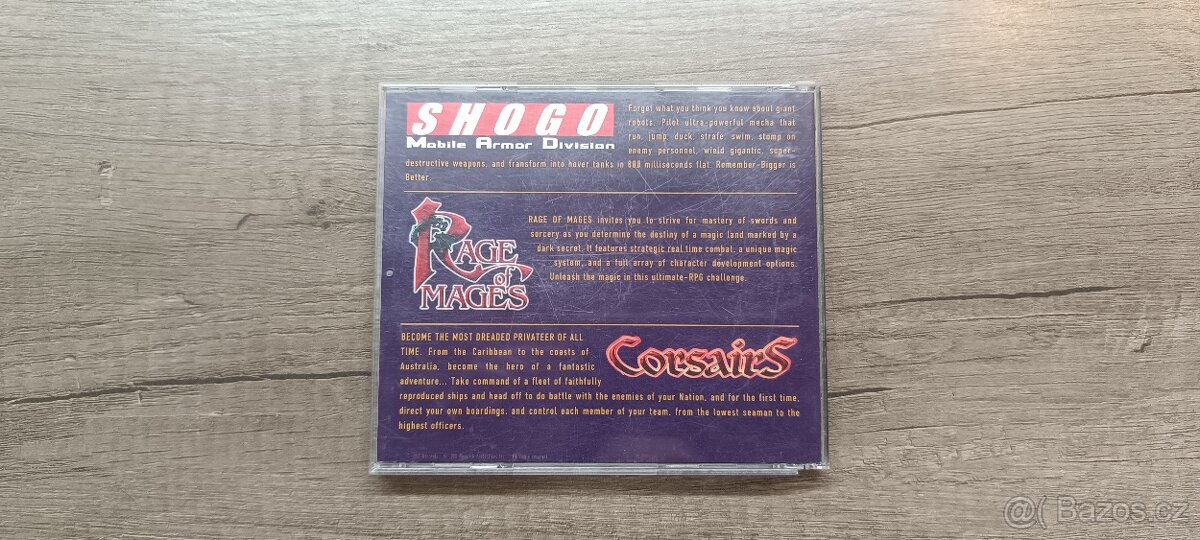 SHOGO
Mobile Armor Division
Forget what you think you know about giant
robots. Pilot ultra-powerful mecha that
run, jump, duck, strafe, swim, stomp on
enemy personnel, wield gigantic, super-
destructive weapons, and transform into hover tanks in 800 milliseconds flat. Remember-Bigger is
Better.
RAGE
of
MAGES
RAGE OF MAGES invites you to strive for mastery of swords and
sorcery as you determine the destiny of a magic land marked by a
dark secret. It features strategic real time combat, a unique magic
system, and a full array of character development options.
Unleash the magic in this ultimate-RPG challenge.
BECOME THE MOST DREADED PRIVATEER OF ALL
TIME. From the Caribbean to the coasts of
Australia, become the hero of a fantastic
adventure... Take command of a fleet of faithfully
reproduced ships and head off to do battle with the enemies of your Nation, and for the first time,
direct your own boardings, and control each member of your team, from the lowest seaman to the
highest officers.
CorsairS
@( Bazos.cz